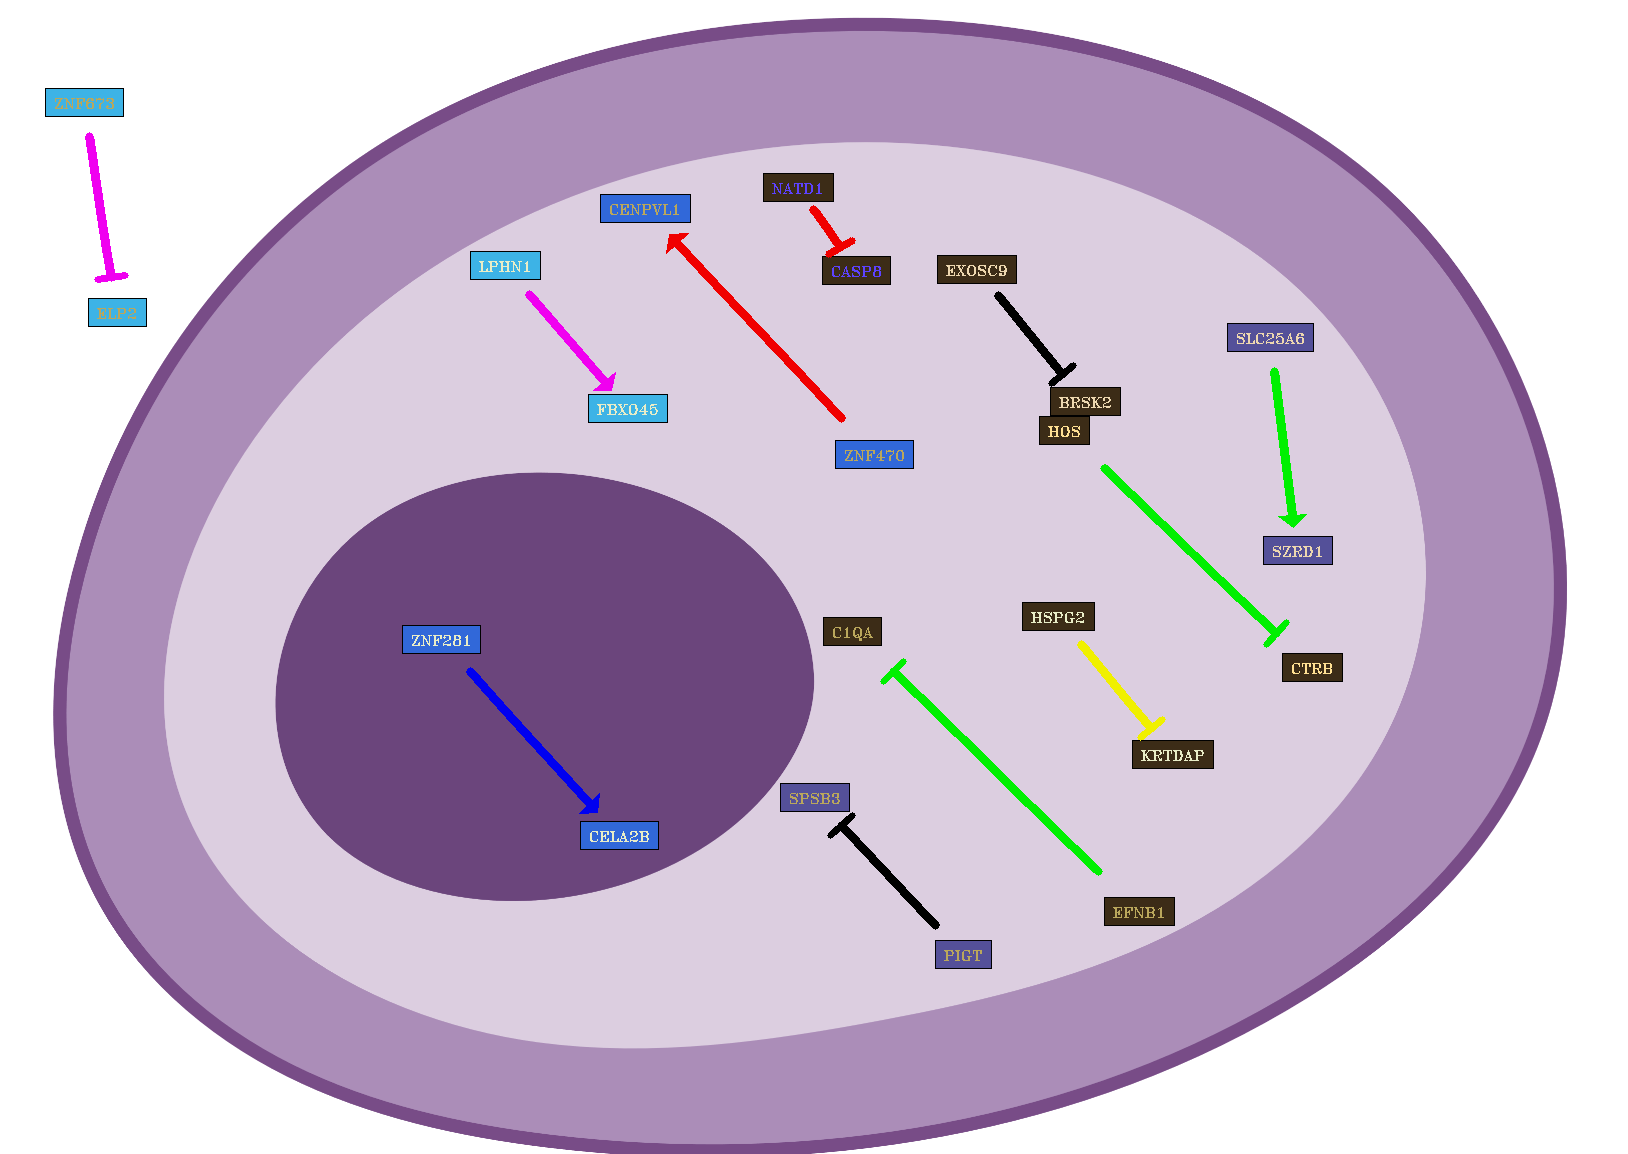 ZNF673
NATD1
CENPVL1
LPHN1
EXOSC9
CASP8
ELP2
SLC25A6
BRSK2
FBXO45
HOS
ZNF470
SZRD1
HSPG2
C1QA
ZNF281
CTRB
KRTDAP
SPSB3
CELA2B
EFNB1
PIGT